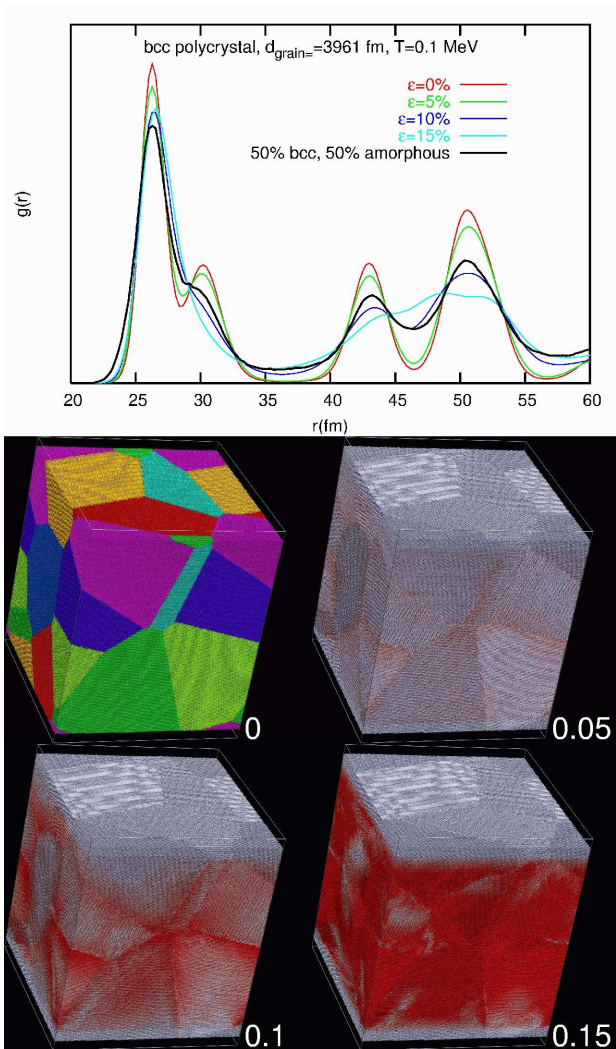 bcc polycrystal, d_grain==3961 fm, T=0.1 MeV
ε=0%
ε=5%
ε=10%
ε=15%
50% bcc, 50% amorphous
g(r)
20 25 30 35 40 45 50 55 60
r(fm)
0
0.05
0.1
0.15